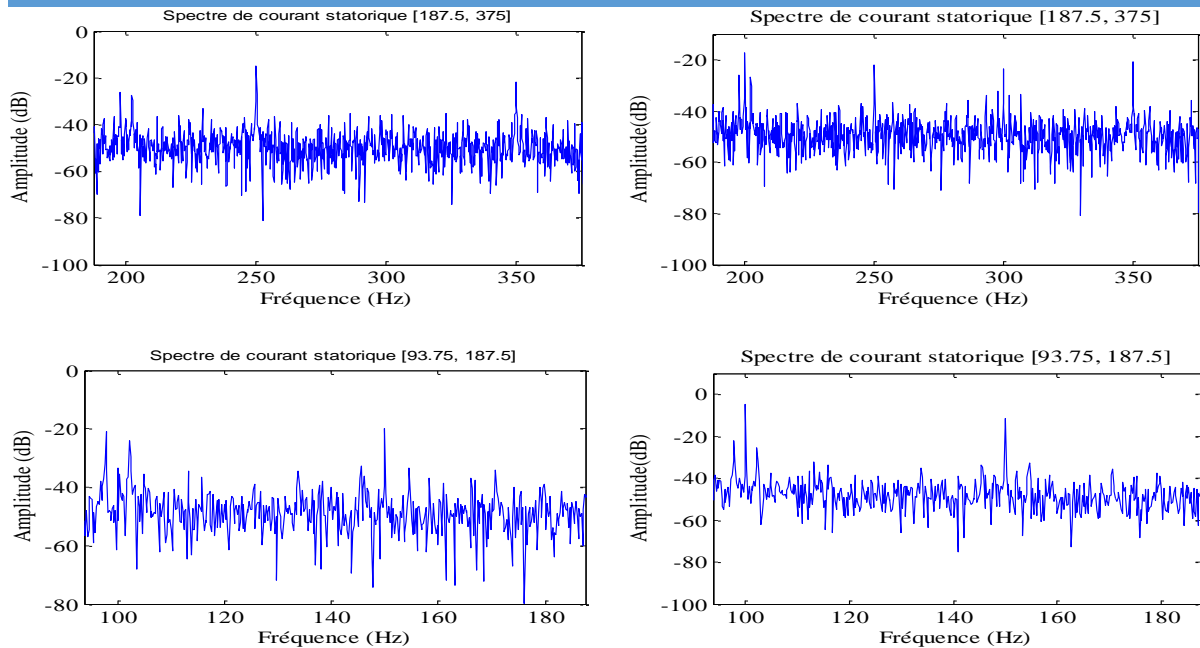 Spectre de courant statorique [187.5, 375]
0
-20
-40
-60
-80
-100
Amplitude (dB)
200 250 300 350
Fréquence (Hz)
Spectre de courant statorique [187.5, 375]
-20
-40
-60
-80
-100
Amplitude(dB)
200 250 300 350
Fréquence (Hz)
Spectre de courant statorique [93.75, 187.5]
0
-20
-40
-60
-80
Amplitude (dB)
100 120 140 160 180
Fréquence (Hz)
Spectre de courant statorique [93.75, 187.5]
0
-20
-40
-60
-80
-100
Amplitude(dB)
100 120 140 160 180
Fréquence (Hz)